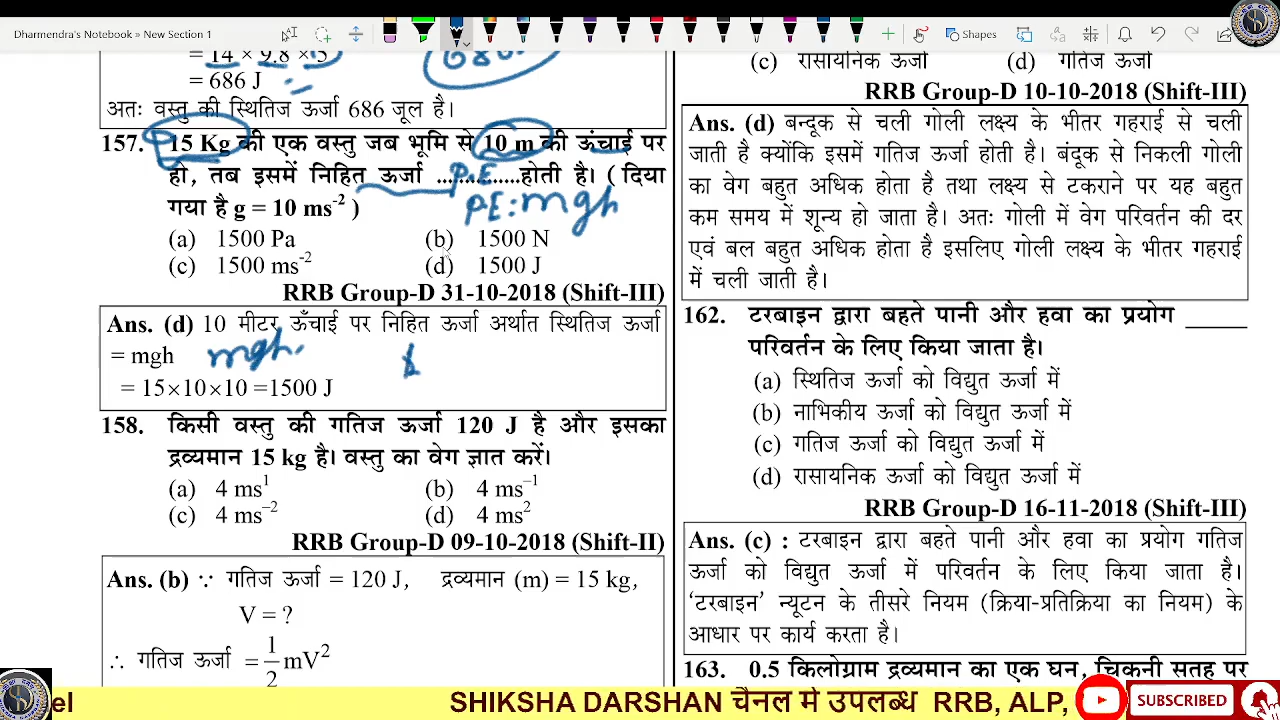 Dharmendra's Notebook » New Section 1
Shapes
= 14 × 9.8 ×
= 686 J
अतः वस्तु की स्थितिज ऊर्जा 686 जूल है।
157. 15 Kg की एक वस्तु जब भूमि से 10 m की ऊंचाई पर
हो, तब इसमें निहित ऊर्जा ...............होती है। ( दिया
P.E
गया है g = 10 ms-2 )
P.E: mgh
(a) 1500 Pa (b) 1500 N
(c) 1500 ms-2 (d) 1500 J
RRB Group-D 31-10-2018 (Shift-III)
Ans. (d) 10 मीटर ऊँचाई पर निहित ऊर्जा अर्थात स्थितिज ऊर्जा
= mgh mgh
= 15×10×10 =1500 J
158. किसी वस्तु की गतिज ऊर्जा 120 J है और इसका
द्रव्यमान 15 kg है। वस्तु का वेग ज्ञात करें।
(a) 4 ms1 (b) 4 ms–1
(c) 4 ms–2 (d) 4 ms2
RRB Group-D 09-10-2018 (Shift-II)
Ans. (b) ∵ गतिज ऊर्जा = 120 J, द्रव्यमान (m) = 15 kg,
V = ?
∴ गतिज ऊर्जा = 1/2 mV2
(c) रासायनिक ऊर्जा (d) गतिज ऊर्जा
RRB Group-D 10-10-2018 (Shift-III)
Ans. (d) बन्दूक से चली गोली लक्ष्य के भीतर गहराई से चली
जाती है क्योंकि इसमें गतिज ऊर्जा होती है। बंदूक से निकली गोली
का वेग बहुत अधिक होता है तथा लक्ष्य से टकराने पर यह बहुत
कम समय में शून्य हो जाता है। अतः गोली में वेग परिवर्तन की दर
एवं बल बहुत अधिक होता है इसलिए गोली लक्ष्य के भीतर गहराई
में चली जाती है।
162. टरबाइन द्वारा बहते पानी और हवा का प्रयोग ______
परिवर्तन के लिए किया जाता है।
(a) स्थितिज ऊर्जा को विद्युत ऊर्जा में
(b) नाभिकीय ऊर्जा को विद्युत ऊर्जा में
(c) गतिज ऊर्जा को विद्युत ऊर्जा में
(d) रासायनिक ऊर्जा को विद्युत ऊर्जा में
RRB Group-D 16-11-2018 (Shift-III)
Ans. (c) : टरबाइन द्वारा बहते पानी और हवा का प्रयोग गतिज
ऊर्जा को विद्युत ऊर्जा में परिवर्तन के लिए किया जाता है।
‘टरबाइन’ न्यूटन के तीसरे नियम (क्रिया-प्रतिक्रिया का नियम) के
आधार पर कार्य करता है।
163. 0.5 किलोग्राम द्रव्यमान का एक घन, चिकनी सतह पर
el SHIKSHA DARSHAN चैनल में उपलब्ध RRB, ALP,
SUBSCRIBED